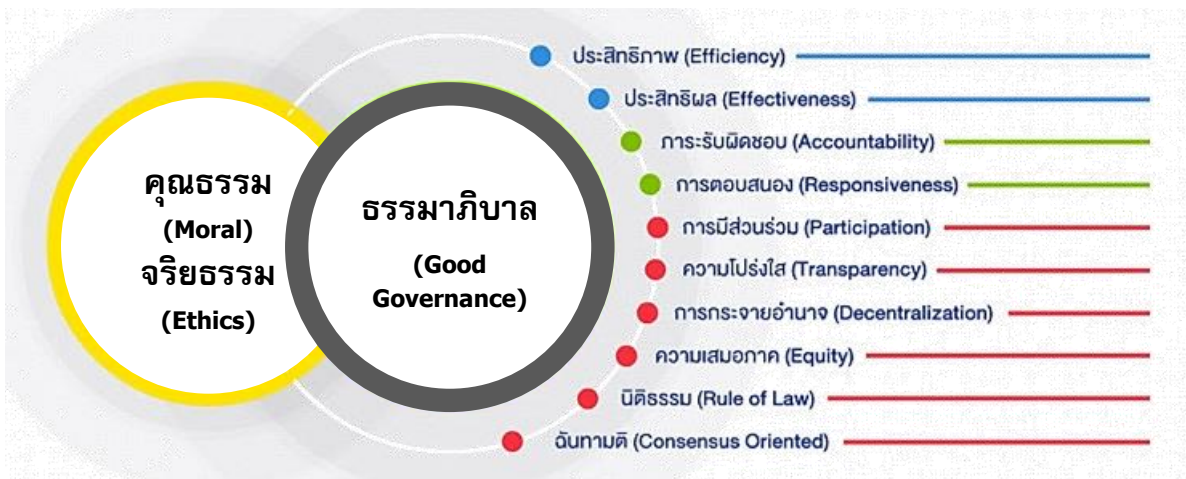 คุณธรรม
(Moral)
จริยธรรม
(Ethics)
ธรรมาภิบาล
(Good
Governance)
ประสิทธิภาพ (Efficiency)
ประสิทธิผล (Effectiveness)
ภาระรับผิดชอบ (Accountability)
การตอบสนอง (Responsiveness)
การมีส่วนร่วม (Participation)
ความโปร่งใส (Transparency)
การกระจายอำนาจ (Decentralization)
ความเสมอภาค (Equity)
นิติธรรม (Rule of Law)
ฉันทามติ (Consensus Oriented)